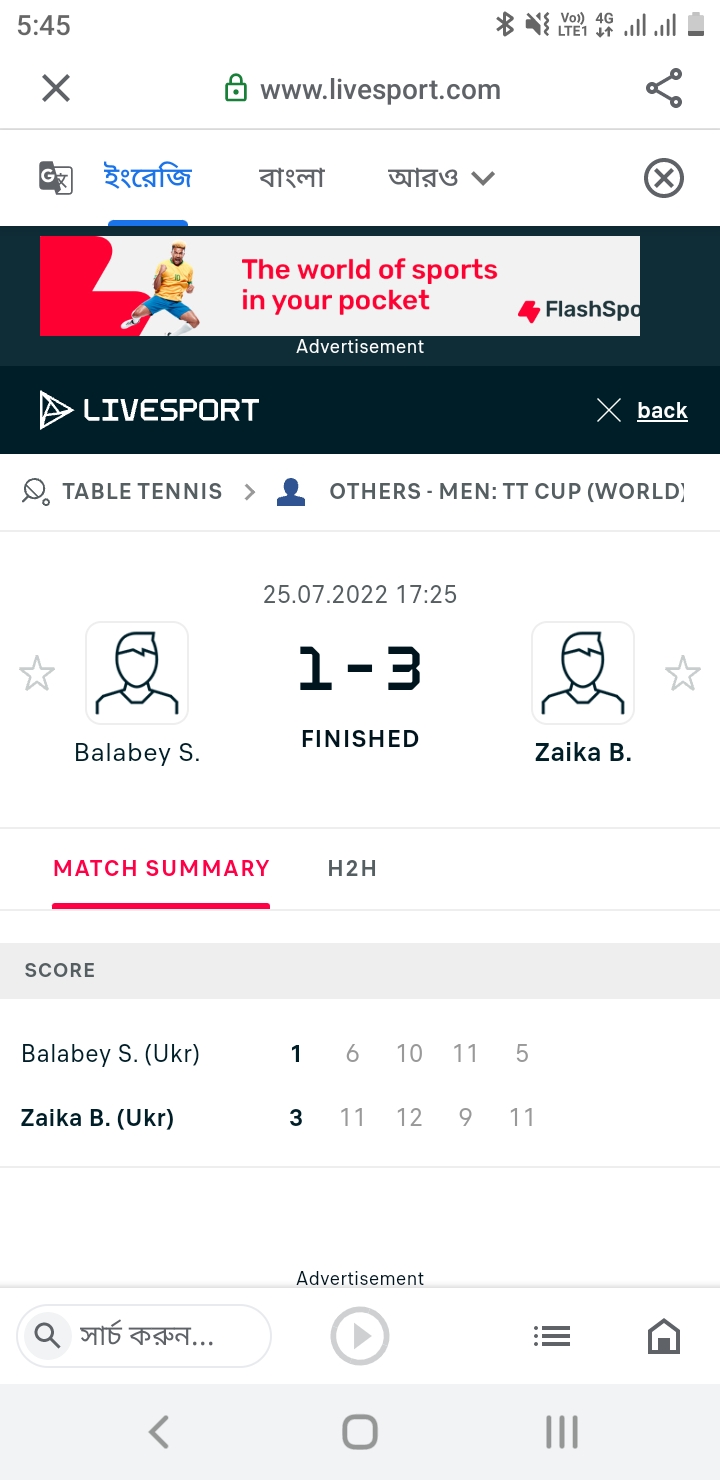 5:45
Vo)) 4G
LTE1
www.livesport.com
ইংরেজি বাংলা আরও
The world of sports
in your pocket
FlashSpo
Advertisement
LIVESPORT back
TABLE TENNIS OTHERS - MEN: TT CUP (WORLD)
25.07.2022 17:25
1 - 3
FINISHED
Balabey S. Zaika B.
MATCH SUMMARY H2H
SCORE
Balabey S. (Ukr) 1 6 10 11 5
Zaika B. (Ukr) 3 11 12 9 11
Advertisement
সার্চ করুন...